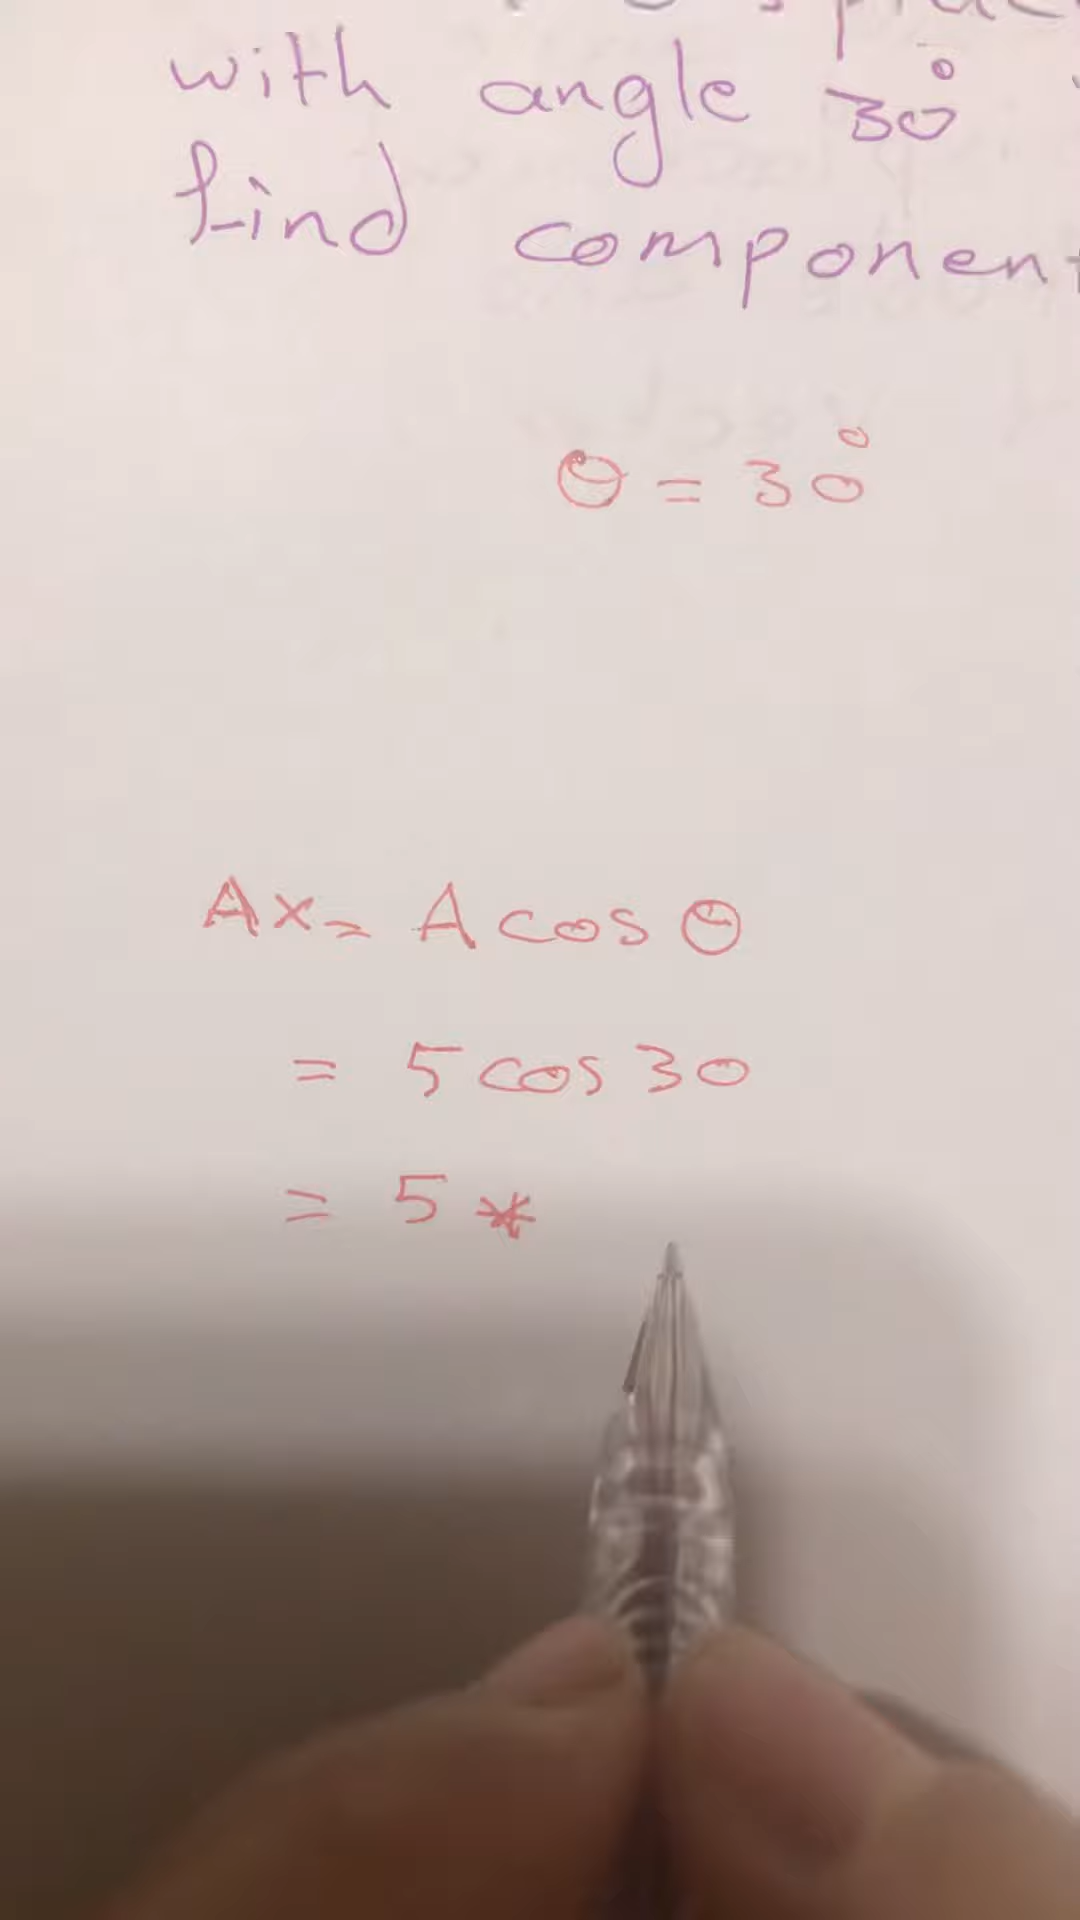 with angle 30°
find component
θ = 30°
Ax = A cos θ
= 5 cos 30
= 5 *